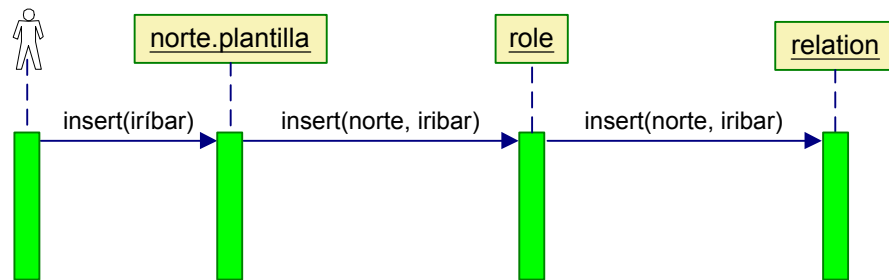 norte.plantilla
role
relation
insert(iríbar)
insert(norte, iribar)
insert(norte, iribar)